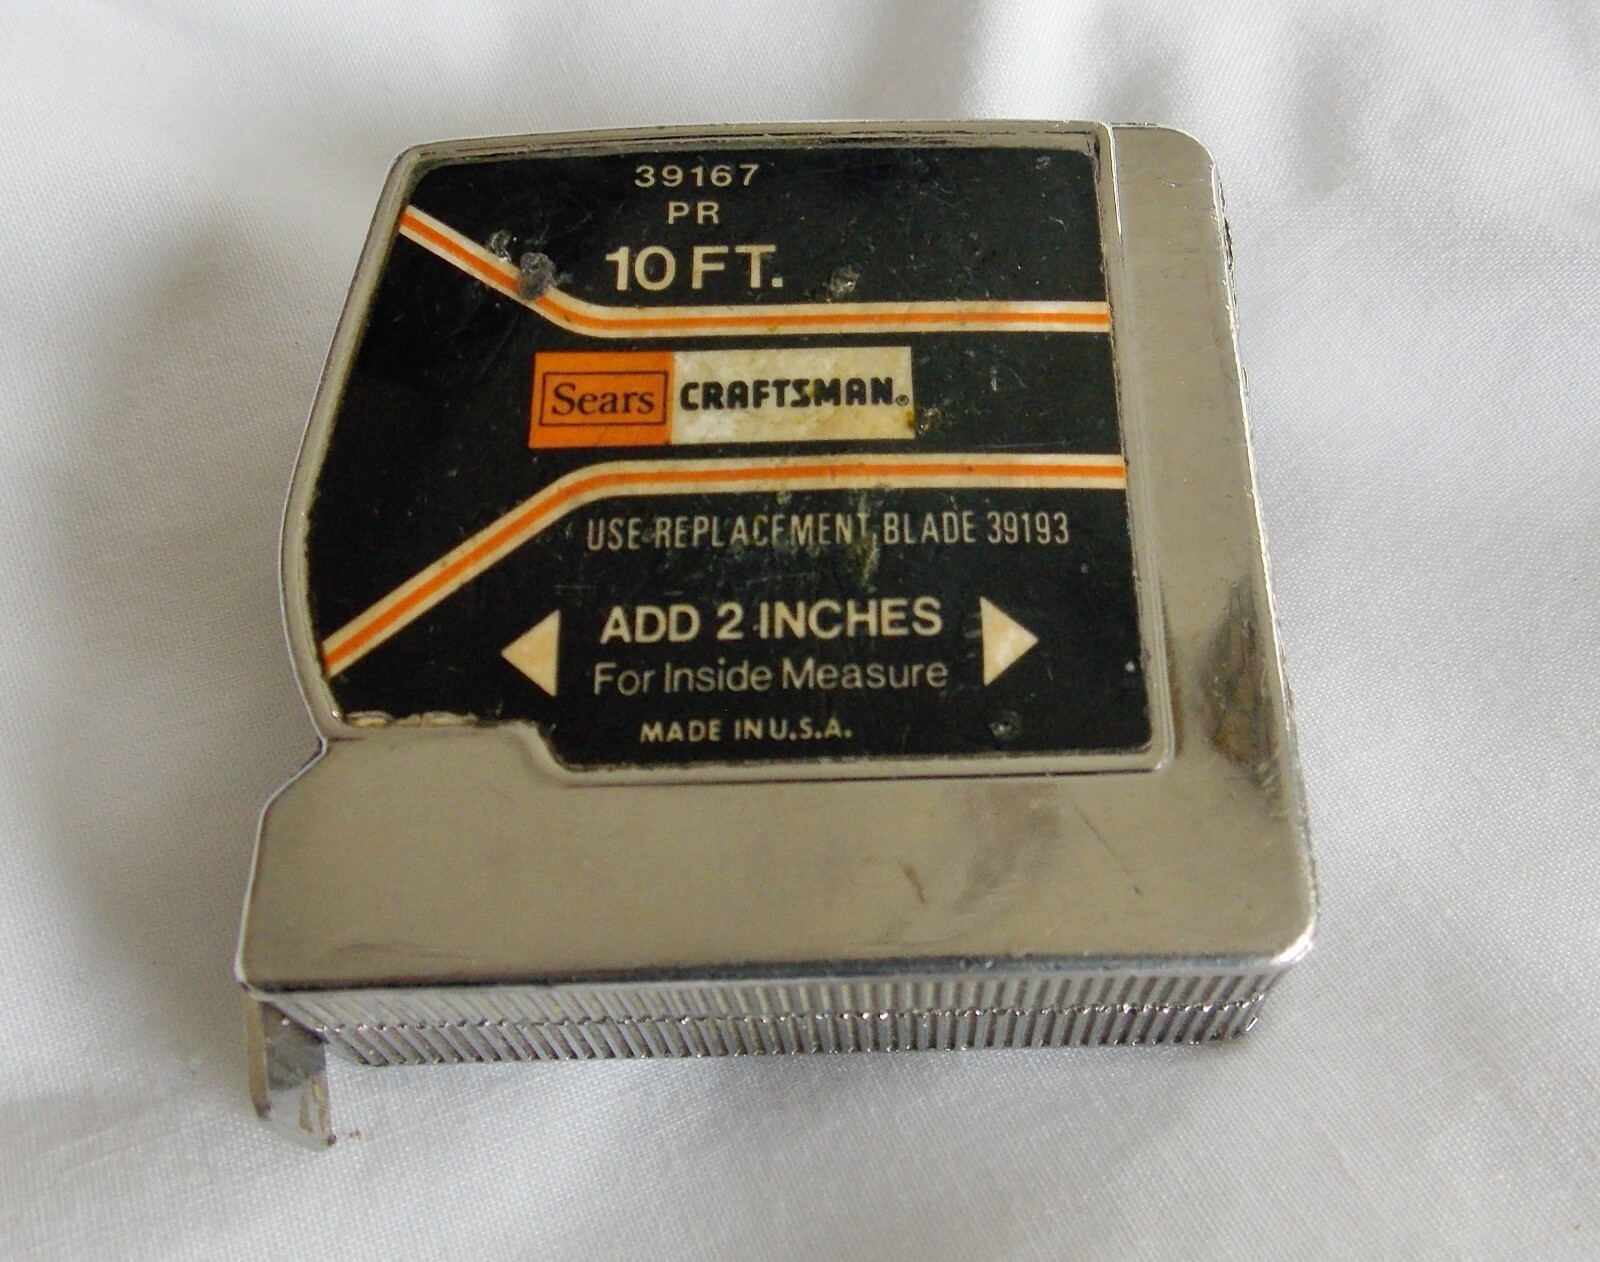 39167
PR
10 FT.
Sears CRAFTSMAN®
USE REPLACEMENT BLADE 39193
ADD 2 INCHES
For Inside Measure
MADE IN U.S.A.